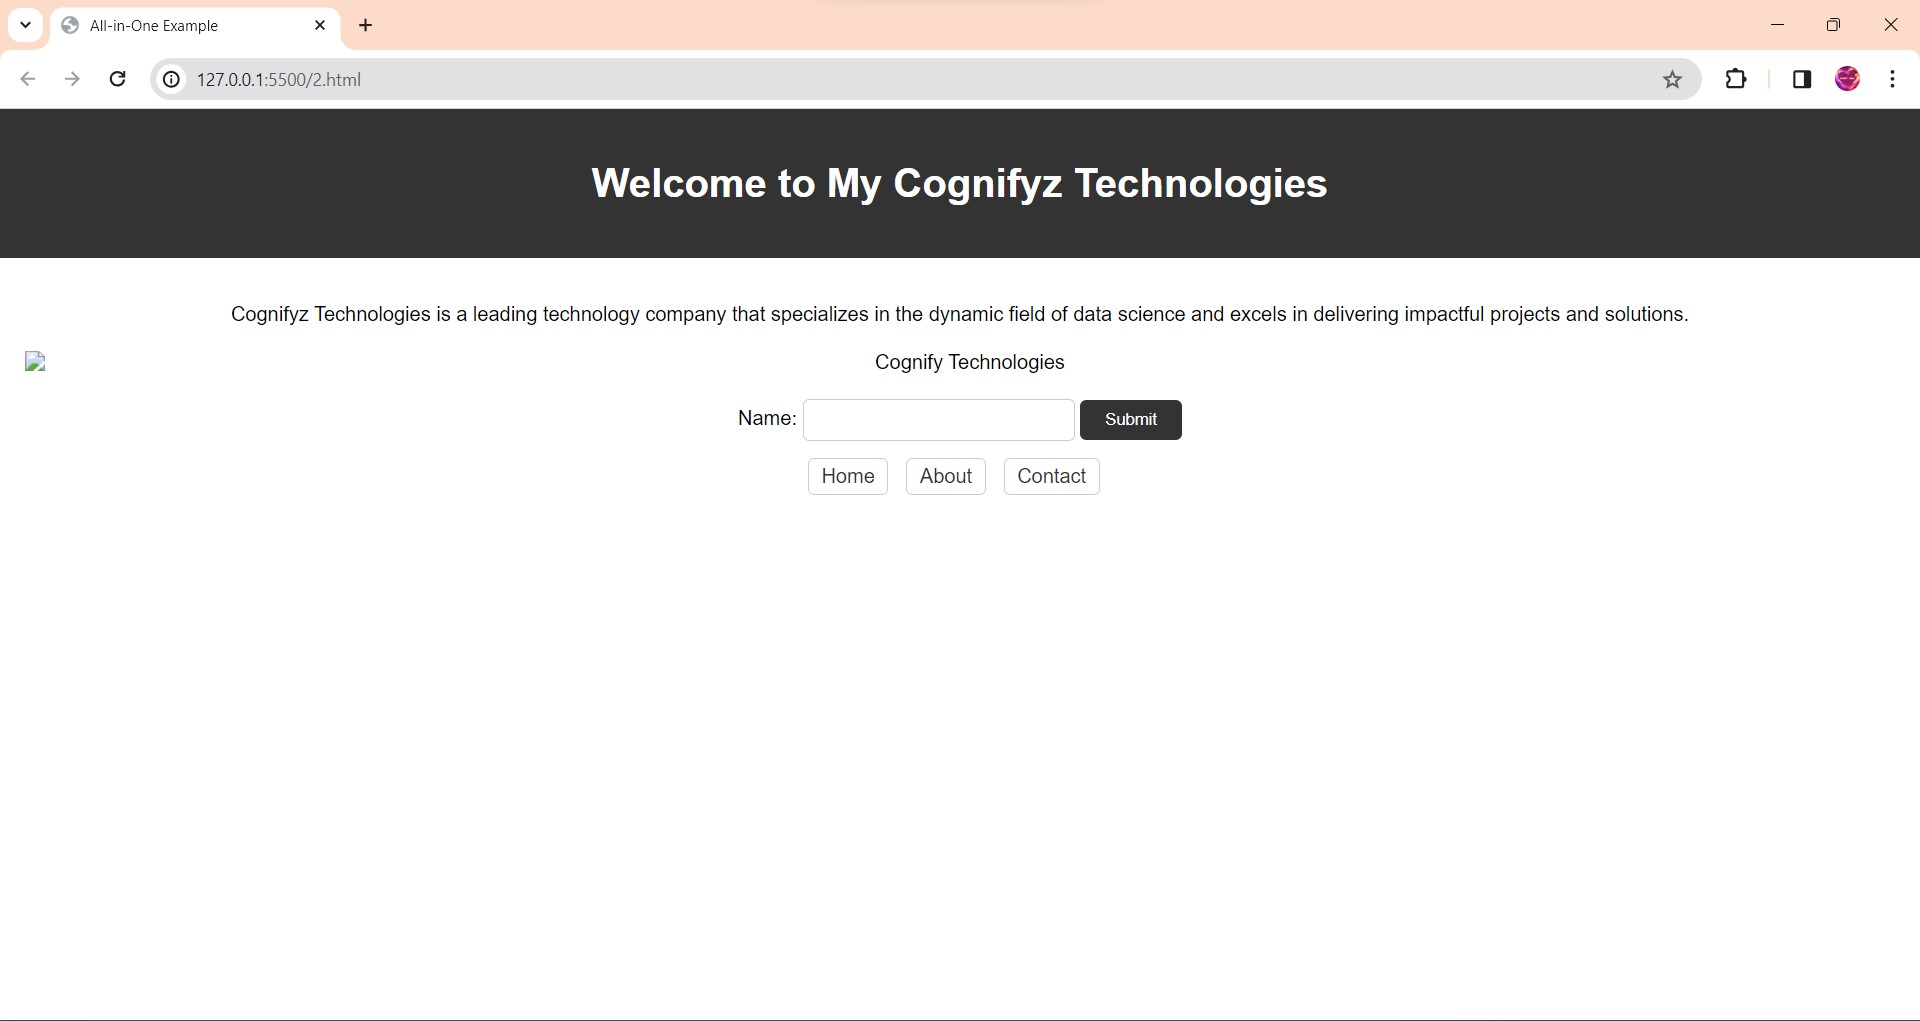 All-in-One Example
127.0.0.1:5500/2.html
Welcome to My Cognifyz Technologies
Cognifyz Technologies is a leading technology company that specializes in the dynamic field of data science and excels in delivering impactful projects and solutions.
Cognify Technologies
Name: Submit
Home About Contact